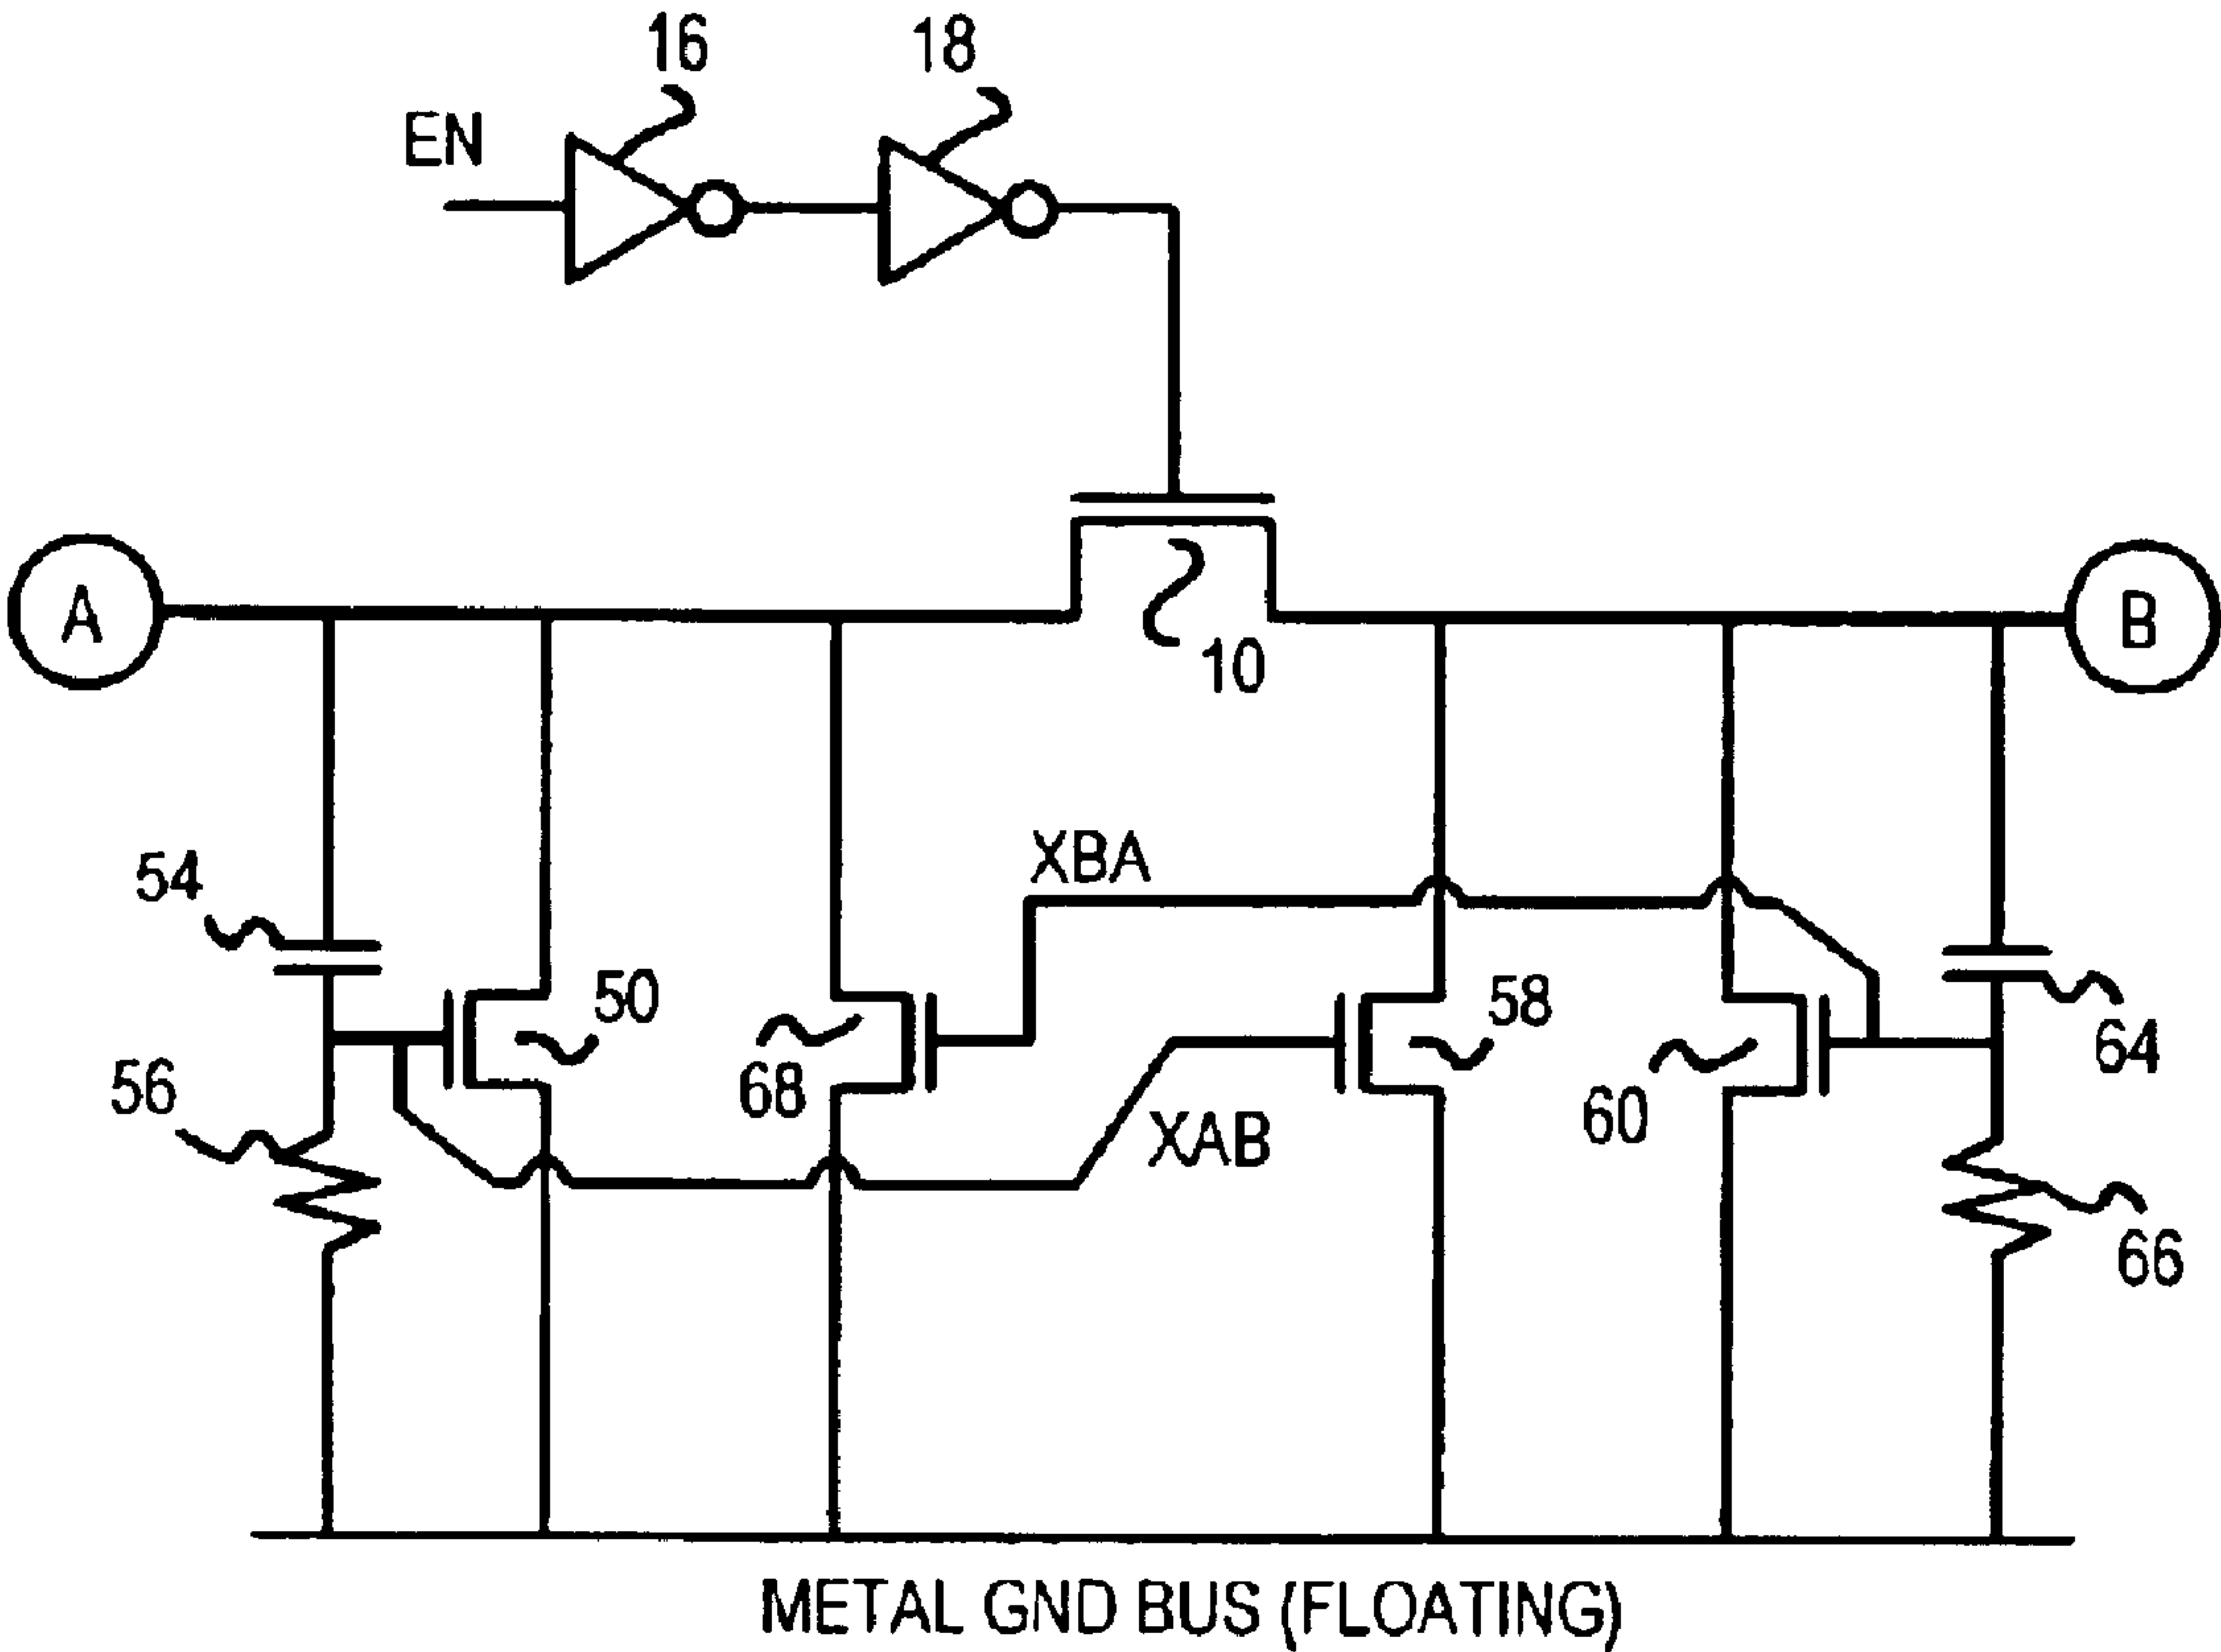 16
18
EN
A
B
10
XBA
54
50
58
64
56
68
60
XAB
66
METAL GND BUS (FLOATING)